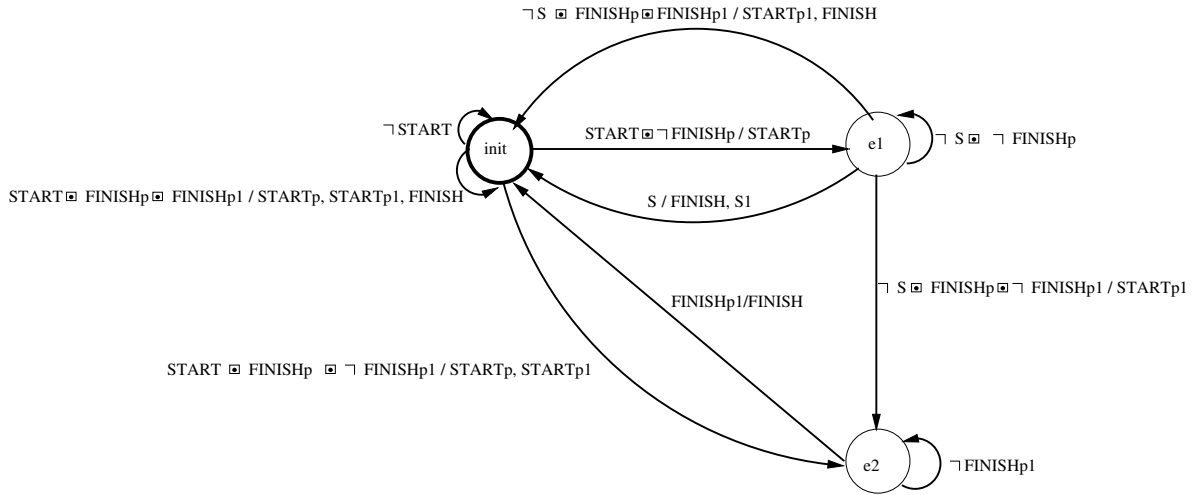 ¬ S ⊡ FINISHp ⊡ FINISHp1 / STARTp1, FINISH
¬ START
START ⊡ ¬ FINISHp / STARTp
init
e1
¬ S ⊡ ¬ FINISHp
START ⊡ FINISHp ⊡ FINISHp1 / STARTp, STARTp1, FINISH
S / FINISH, S1
¬ S ⊡ FINISHp ⊡ ¬ FINISHp1 / STARTp1
FINISHp1/FINISH
START ⊡ FINISHp ⊡ ¬ FINISHp1 / STARTp, STARTp1
e2
¬ FINISHp1